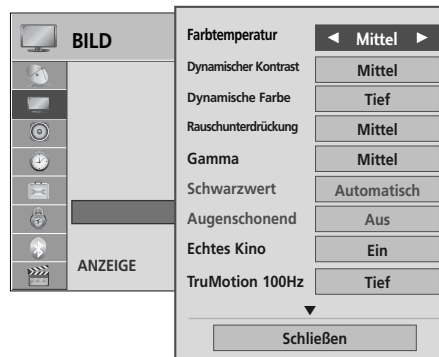 BILD
ANZEIGE
Farbtemperatur ◄ Mittel ►
Dynamischer Kontrast Mittel
Dynamische Farbe Tief
Rauschunterdrückung Mittel
Gamma Mittel
Schwarzwert Automatisch
Augenschonend Aus
Echtes Kino Ein
TruMotion 100Hz Tief
▼
Schließen